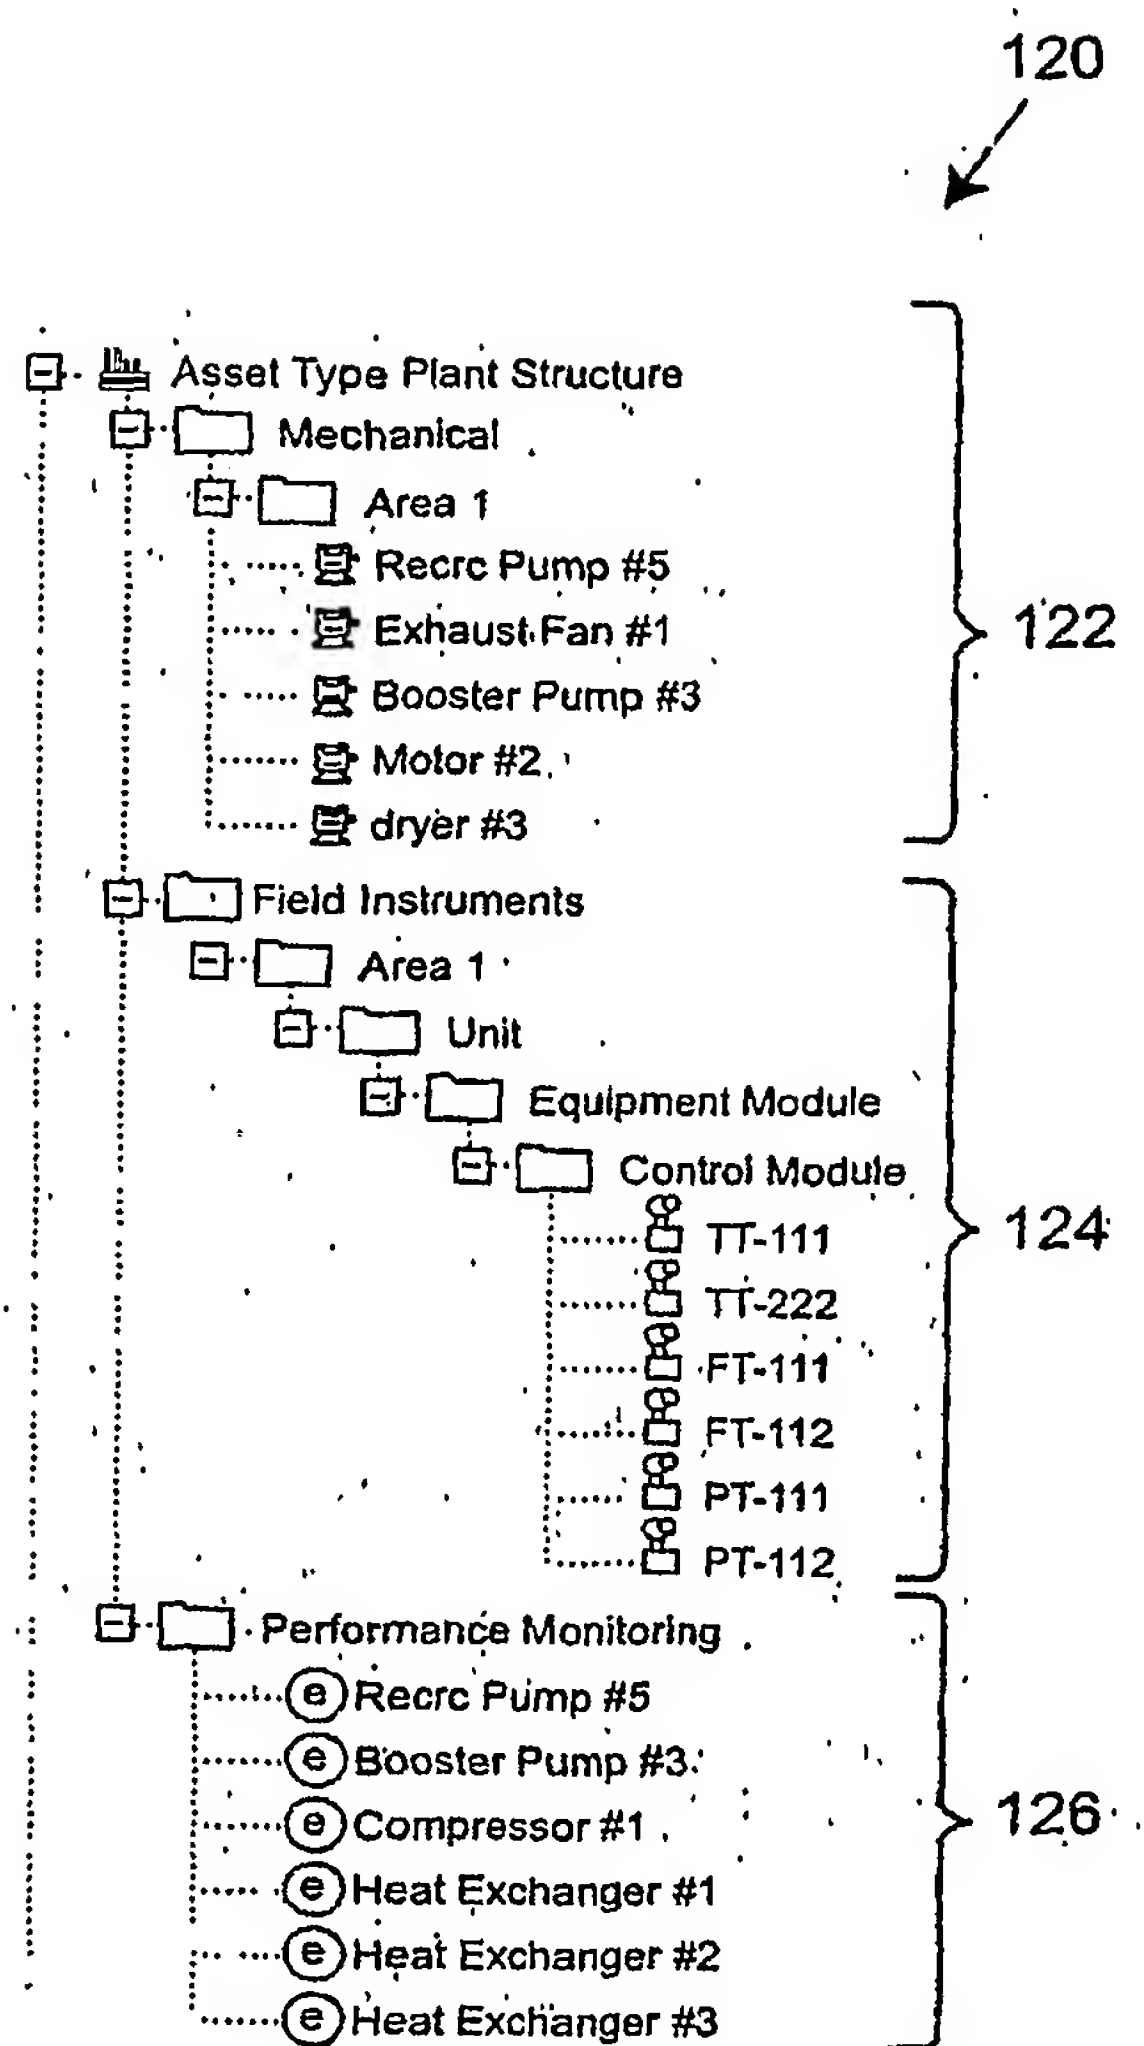 120
Asset Type Plant Structure
Mechanical
Area 1
Recrc Pump #5
Exhaust Fan #1
Booster Pump #3
122
Motor #2
dryer #3
Field Instruments
Area 1
Unit
Equipment Module
Control Module
TT-111
124
TT-222
FT-111
FT-112
PT-111
PT-112
Performance Monitoring
e Recrc Pump #5
e Booster Pump #3
e Compressor #1
126
e Heat Exchanger #1
e Heat Exchanger #2
e Heat Exchanger #3